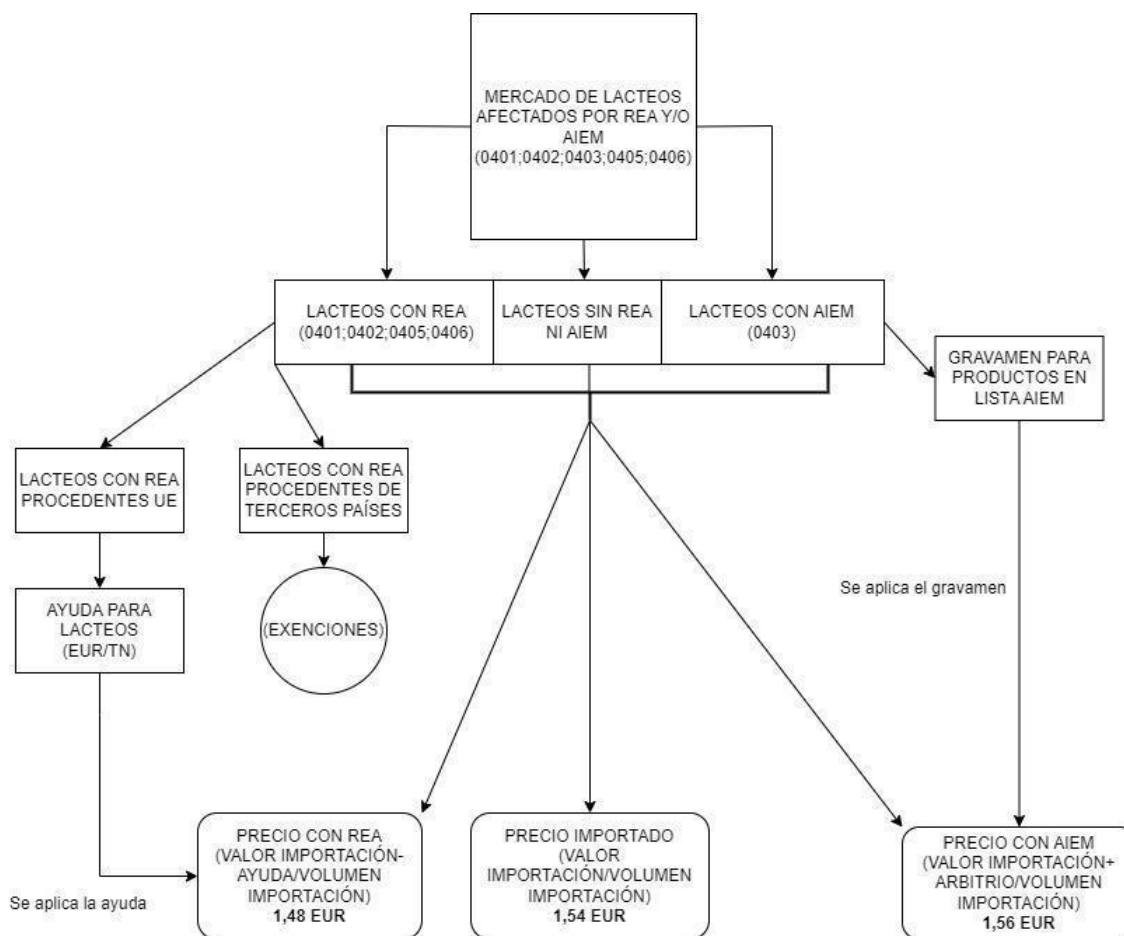 MERCADO DE LACTEOS
AFECTADOS POR REA Y/O
AIEM
(0401;0402;0403;0405;0406)
LACTEOS CON REA
(0401;0402;0405;0406)
LACTEOS SIN REA
NI AIEM
LACTEOS CON AIEM
(0403)
GRAVAMEN PARA
PRODUCTOS EN
LISTA AIEM
LACTEOS CON REA
PROCEDENTES UE
LACTEOS CON REA
PROCEDENTES DE
TERCEROS PAÍSES
AYUDA PARA
LACTEOS
(EUR/TN)
(EXENCIONES)
Se aplica el gravamen
Se aplica la ayuda
PRECIO CON REA
(VALOR IMPORTACIÓN-
AYUDA/VOLUMEN
IMPORTACIÓN)
1,48 EUR
PRECIO IMPORTADO
(VALOR
IMPORTACIÓN/VOLUMEN
IMPORTACIÓN)
1,54 EUR
PRECIO CON AIEM
(VALOR IMPORTACIÓN+
ARBITRIO/VOLUMEN
IMPORTACIÓN)
1,56 EUR